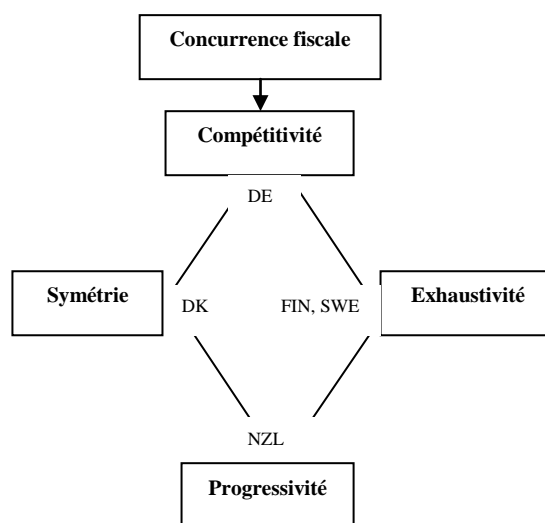 Concurrence fiscale
Compétitivité
DE
Symétrie
DK
FIN, SWE
Exhaustivité
NZL
Progressivité